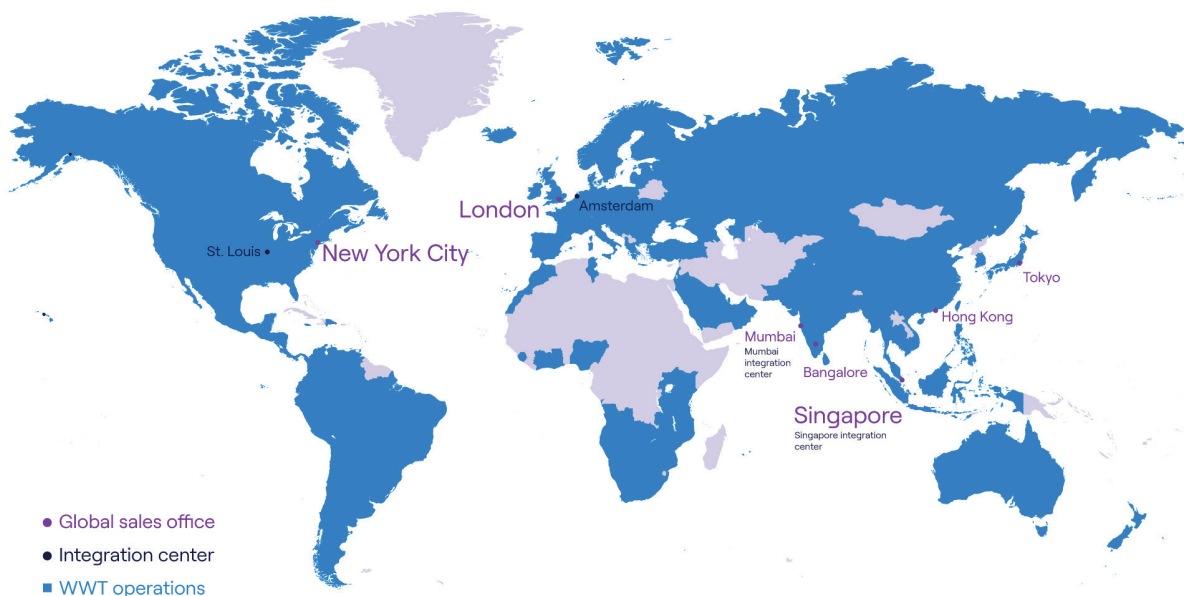 London
Amsterdam
St. Louis
New York City
Tokyo
Hong Kong
Mumbai
Mumbai
integration
center
Bangalore
Singapore
Singapore integration
center
Global sales office
Integration center
WWT operations